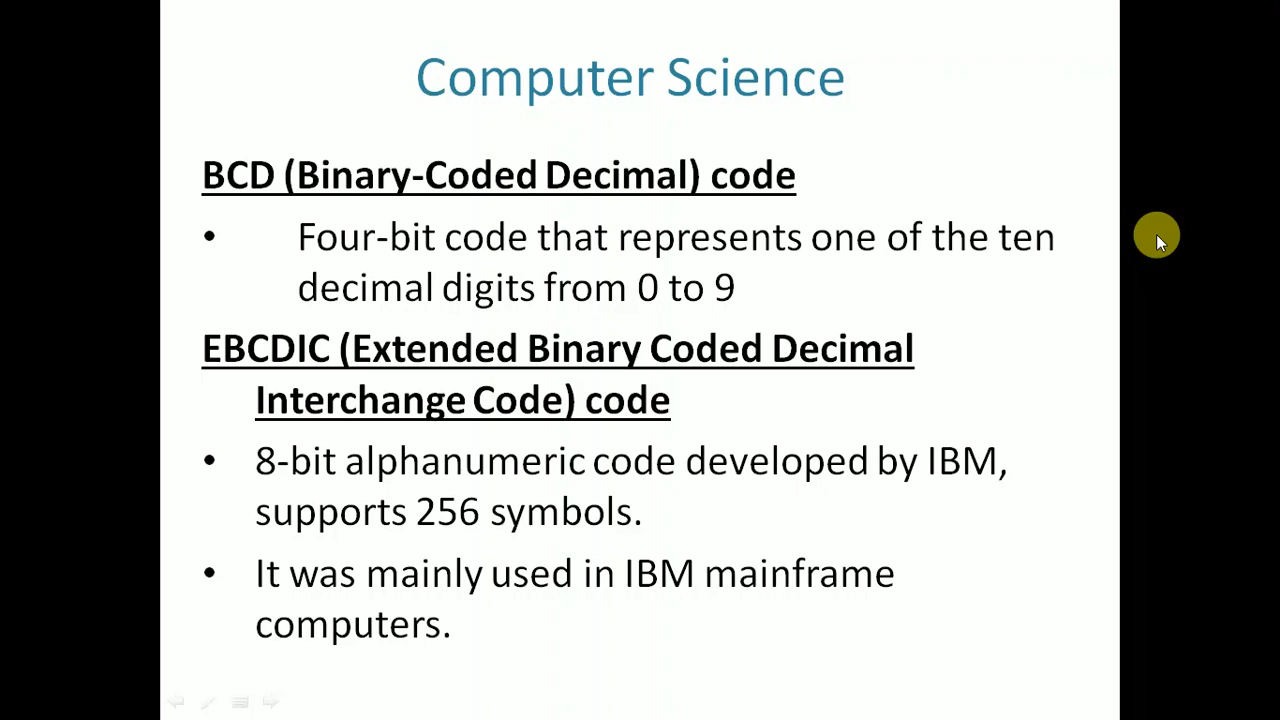 Computer Science
BCD (Binary-Coded Decimal) code
• Four-bit code that represents one of the ten
decimal digits from 0 to 9
EBCDIC (Extended Binary Coded Decimal
Interchange Code) code
• 8-bit alphanumeric code developed by IBM,
supports 256 symbols.
• It was mainly used in IBM mainframe
computers.